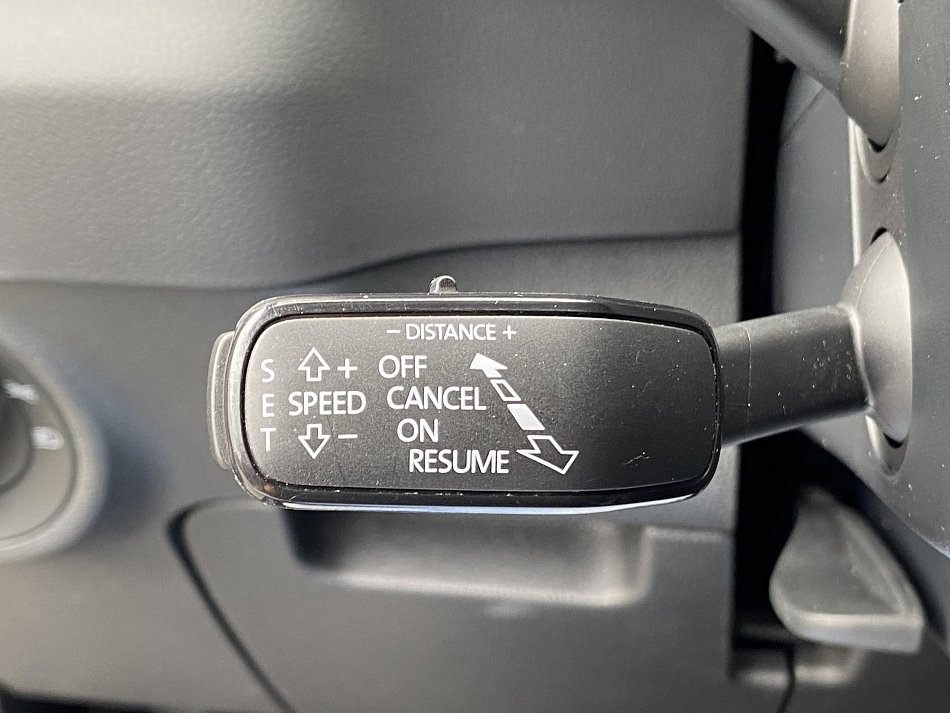 − DISTANCE +
S + OFF
E SPEED CANCEL
T − ON
RESUME